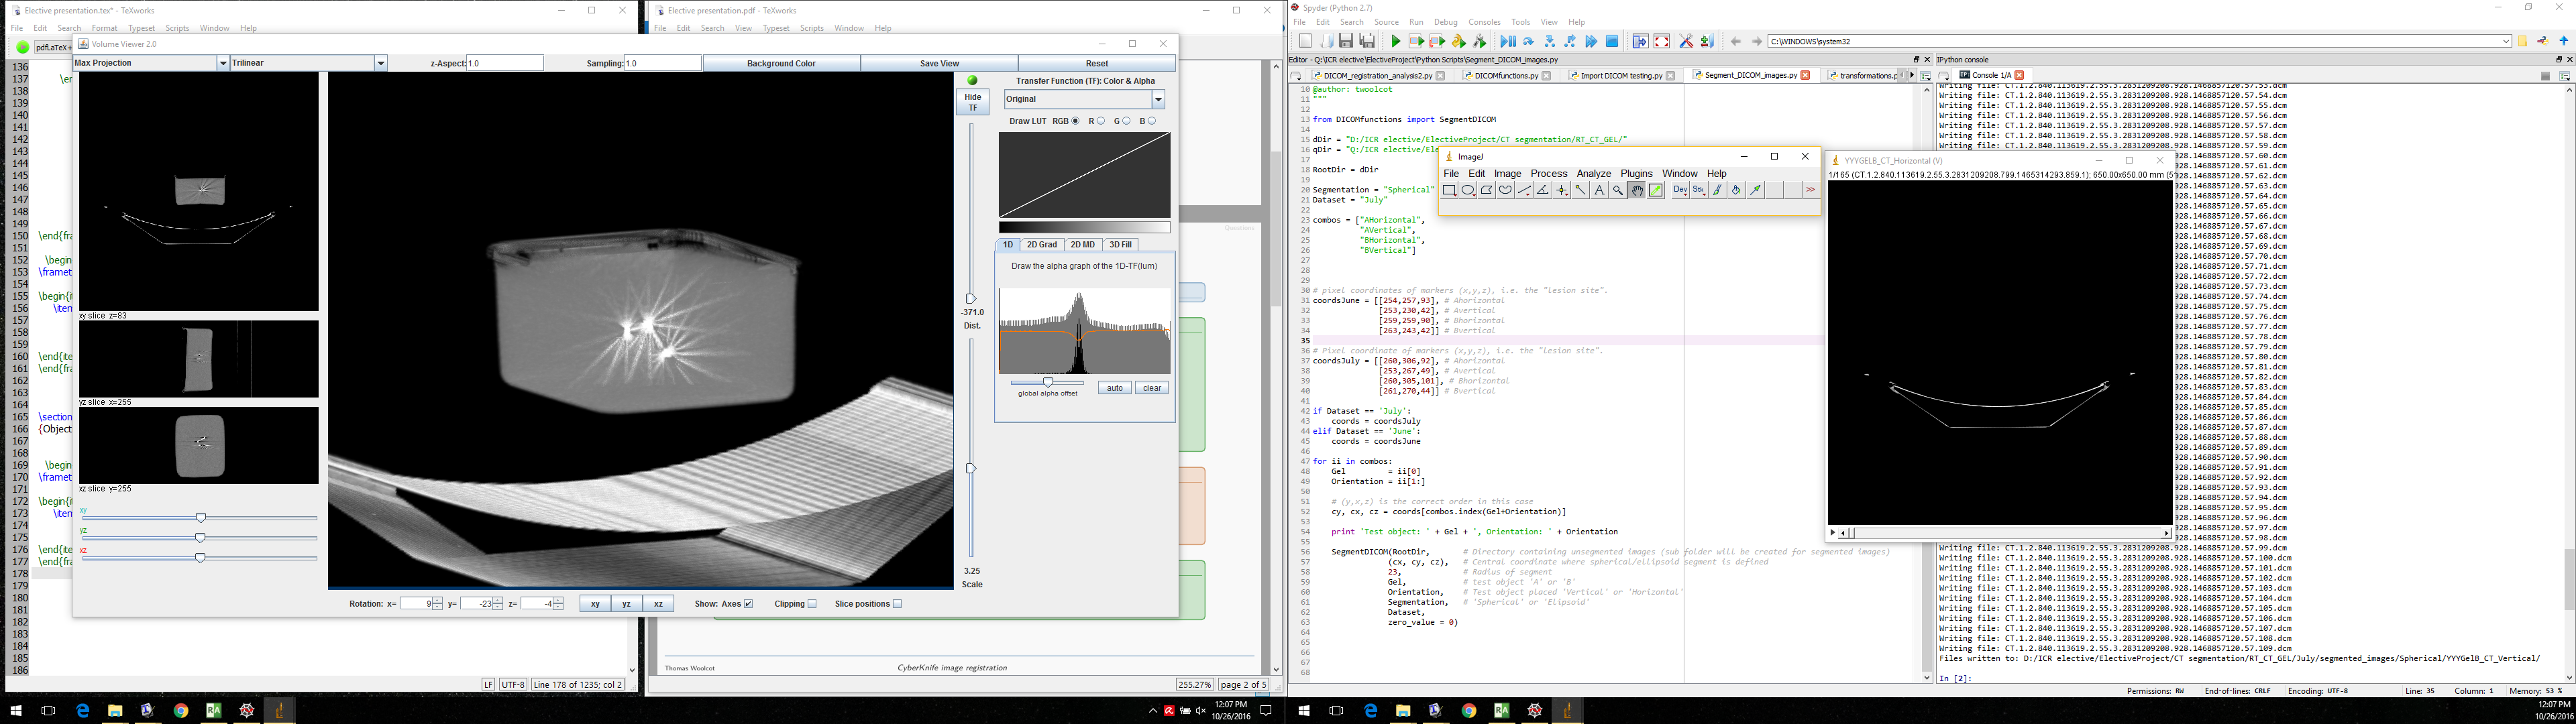 Elective presentation.tex* - TeXworks
File Edit Search Format Typeset Scripts Window Help
pdfLaTeX+
Volume Viewer 2.0
Max Projection
Trilinear
z-Aspect: 1.0
Sampling: 1.0
Background Color
Save View
Reset
xy slice z=83
yz slice x=255
xz slice y=255
xy
yz
xz
Hide
TF
-371.0
Dist.
3.25
Scale
Transfer Function (TF): Color & Alpha
Original
Draw LUT RGB R G B
1D 2D Grad 2D MD 3D Fill
Draw the alpha graph of the 1D-TF(lum)
global alpha offset
auto
clear
Rotation: x= 9 y= -23 z= -4
xy yz xz
Show: Axes Clipping Slice positions
136
137 \en
138
139
140
141
142
143
144
145
146
147
148
149
150 \end{fra
151
152 \begin
153 \framet
154
155 \begin{i
156 \item
157
158
159
160 \end{ite
161 \end{fra
162
163
164
165 \section
166 {Object
167
168
169 \begin
170 \framet
171
172 \begin{i
173 \item
174
175
176 \end{ite
177 \end{fra
178
179
180
181
182
183
184
185
186
LF UTF-8 Line 178 of 1235; col 2
Elective presentation.pdf - TeXworks
File Edit Search View Typeset Scripts Window Help
Thomas Woolcot
CyberKnife image registration
255.27% page 2 of 5
12:07 PM
10/26/2016
Spyder (Python 2.7)
File Edit Search Source Run Debug Consoles Tools View Help
C:\WINDOWS\system32
Editor - Q:\ICR elective\ElectiveProject\Python Scripts\Segment_DICOM_images.py
DICOM_registration_analysis2.py
DICOMfunctions.py
Import DICOM testing.py
Segment_DICOM_images.py
transformations.p
10 @author: twoolcot
11 """
12
13 from DICOMfunctions import SegmentDICOM
14
15 dDir = "D:/ICR elective/ElectiveProject/CT segmentation/RT_CT_GEL/"
16 qDir = "Q:/ICR elective/Ele
17
18 RootDir = dDir
19
20 Segmentation = "Spherical"
21 Dataset = "July"
22
23 combos = ["AHorizontal",
24 "AVertical",
25 "BHorizontal",
26 "BVertical"]
27
28
29
30 # pixel coordinates of markers (x,y,z), i.e. the "lesion site".
31 coordsJune = [[254,257,93], # Ahorizontal
32 [253,230,42], # Avertical
33 [259,259,90], # Bhorizontal
34 [263,243,42]] # Bvertical
35
36 # Pixel coordinate of markers (x,y,z), i.e. the "lesion site".
37 coordsJuly = [[260,306,92], # Ahorizontal
38 [253,267,49], # Avertical
39 [260,305,101], # Bhorizontal
40 [261,270,44]] # Bvertical
41
42 if Dataset == 'July':
43 coords = coordsJuly
44 elif Dataset == 'June':
45 coords = coordsJune
46
47 for ii in combos:
48 Gel = ii[0]
49 Orientation = ii[1:]
50
51 # (y,x,z) is the correct order in this case
52 cy, cx, cz = coords[combos.index(Gel+Orientation)]
53
54 print 'Test object: ' + Gel + ', Orientation: ' + Orientation
55
56 SegmentDICOM(RootDir, # Directory containing unsegmented images (sub folder will be created for segmented images)
57 (cx, cy, cz), # Central coordinate where spherical/ellipsoid segment is defined
58 23, # Radius of segment
59 Gel, # test object 'A' or 'B'
60 Orientation, # Test object placed 'Vertical' or 'Horizontal'
61 Segmentation, # 'Spherical' or 'Elipsoid'
62 Dataset,
63 zero_value = 0)
64
65
66
67
68
ImageJ
File Edit Image Process Analyze Plugins Window Help
Dev Stk >>
YYYGELB_CT_Horizontal (V)
1/165 (CT.1.2.840.113619.2.55.3.2831209208.799.1465314293.859.1); 650.00x650.00 mm (5
IPython console
Console 1/A
Writing file: CT.1.2.840.113619.2.55.3.2831209208.928.1468857120.57.53.dcm
Writing file: CT.1.2.840.113619.2.55.3.2831209208.928.1468857120.57.54.dcm
Writing file: CT.1.2.840.113619.2.55.3.2831209208.928.1468857120.57.55.dcm
Writing file: CT.1.2.840.113619.2.55.3.2831209208.928.1468857120.57.56.dcm
Writing file: CT.1.2.840.113619.2.55.3.2831209208.928.1468857120.57.57.dcm
Writing file: CT.1.2.840.113619.2.55.3.2831209208.928.1468857120.57.58.dcm
Writing file: CT.1.2.840.113619.2.55.3.2831209208.928.1468857120.57.59.dcm
928.1468857120.57.60.dcm
928.1468857120.57.61.dcm
928.1468857120.57.62.dcm
928.1468857120.57.63.dcm
928.1468857120.57.64.dcm
928.1468857120.57.65.dcm
928.1468857120.57.66.dcm
928.1468857120.57.67.dcm
928.1468857120.57.68.dcm
928.1468857120.57.69.dcm
928.1468857120.57.70.dcm
928.1468857120.57.71.dcm
928.1468857120.57.72.dcm
928.1468857120.57.73.dcm
928.1468857120.57.74.dcm
928.1468857120.57.75.dcm
928.1468857120.57.76.dcm
928.1468857120.57.77.dcm
928.1468857120.57.78.dcm
928.1468857120.57.79.dcm
928.1468857120.57.80.dcm
928.1468857120.57.81.dcm
928.1468857120.57.82.dcm
928.1468857120.57.83.dcm
928.1468857120.57.84.dcm
928.1468857120.57.85.dcm
928.1468857120.57.86.dcm
928.1468857120.57.87.dcm
928.1468857120.57.88.dcm
928.1468857120.57.89.dcm
928.1468857120.57.90.dcm
928.1468857120.57.91.dcm
928.1468857120.57.92.dcm
928.1468857120.57.93.dcm
928.1468857120.57.94.dcm
928.1468857120.57.95.dcm
928.1468857120.57.96.dcm
928.1468857120.57.97.dcm
928.1468857120.57.98.dcm
Writing file: CT.1.2.840.113619.2.55.3.2831209208.928.1468857120.57.99.dcm
Writing file: CT.1.2.840.113619.2.55.3.2831209208.928.1468857120.57.100.dcm
Writing file: CT.1.2.840.113619.2.55.3.2831209208.928.1468857120.57.101.dcm
Writing file: CT.1.2.840.113619.2.55.3.2831209208.928.1468857120.57.102.dcm
Writing file: CT.1.2.840.113619.2.55.3.2831209208.928.1468857120.57.103.dcm
Writing file: CT.1.2.840.113619.2.55.3.2831209208.928.1468857120.57.104.dcm
Writing file: CT.1.2.840.113619.2.55.3.2831209208.928.1468857120.57.105.dcm
Writing file: CT.1.2.840.113619.2.55.3.2831209208.928.1468857120.57.106.dcm
Writing file: CT.1.2.840.113619.2.55.3.2831209208.928.1468857120.57.107.dcm
Writing file: CT.1.2.840.113619.2.55.3.2831209208.928.1468857120.57.108.dcm
Writing file: CT.1.2.840.113619.2.55.3.2831209208.928.1468857120.57.109.dcm
Files written to: D:/ICR elective/ElectiveProject/CT segmentation/RT_CT_GEL/July/segmented_images/Spherical/YYYGelB_CT_Vertical/
In [2]:
Permissions: RW End-of-lines: CRLF Encoding: UTF-8 Line: 35 Column: 1 Memory: 53 %
12:07 PM
10/26/2016